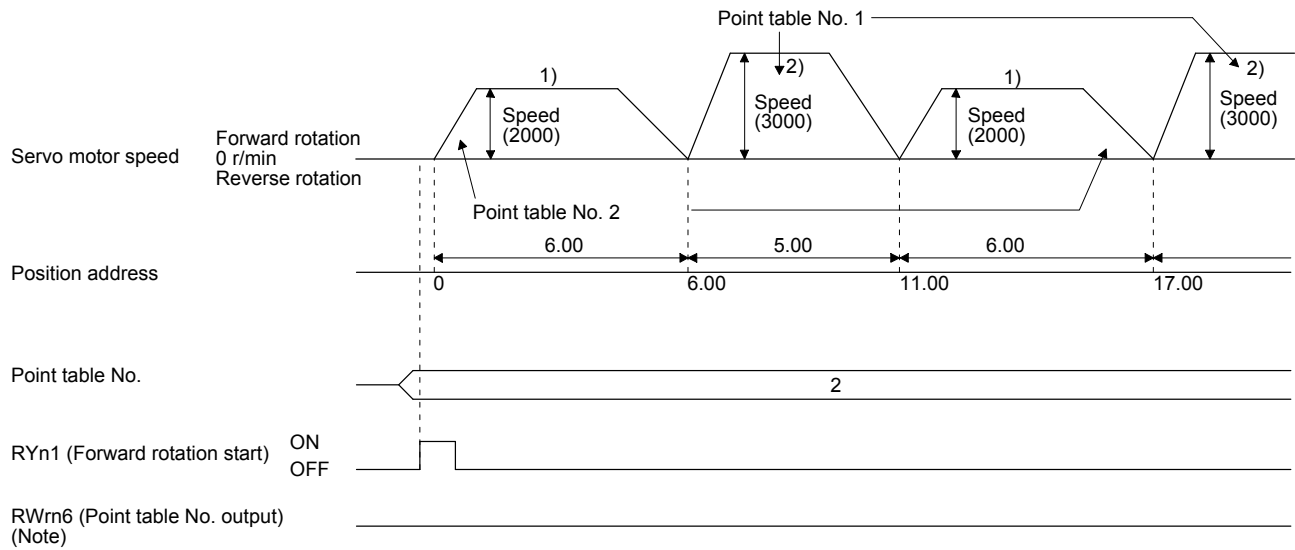 Point table No. 1
1)
2)
1)
2)
Speed
(2000)
Speed
(3000)
Speed
(2000)
Speed
(3000)
Servo motor speed
Forward rotation
0 r/min
Reverse rotation
Point table No. 2
6.00
5.00
6.00
Position address
0
6.00
11.00
17.00
Point table No.
2
RYn1 (Forward rotation start)
ON
OFF
RWrn6 (Point table No. output)
(Note)